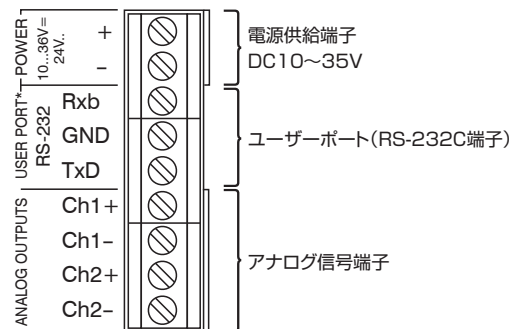 POWER
10...36V=
24V..
+
−
電源供給端子
DC10～35V
USER PORT*
RS-232
Rxb
GND
TxD
ユーザーポート（RS-232C端子）
ANALOG OUTPUTS
Ch1+
Ch1−
Ch2+
Ch2−
アナログ信号端子